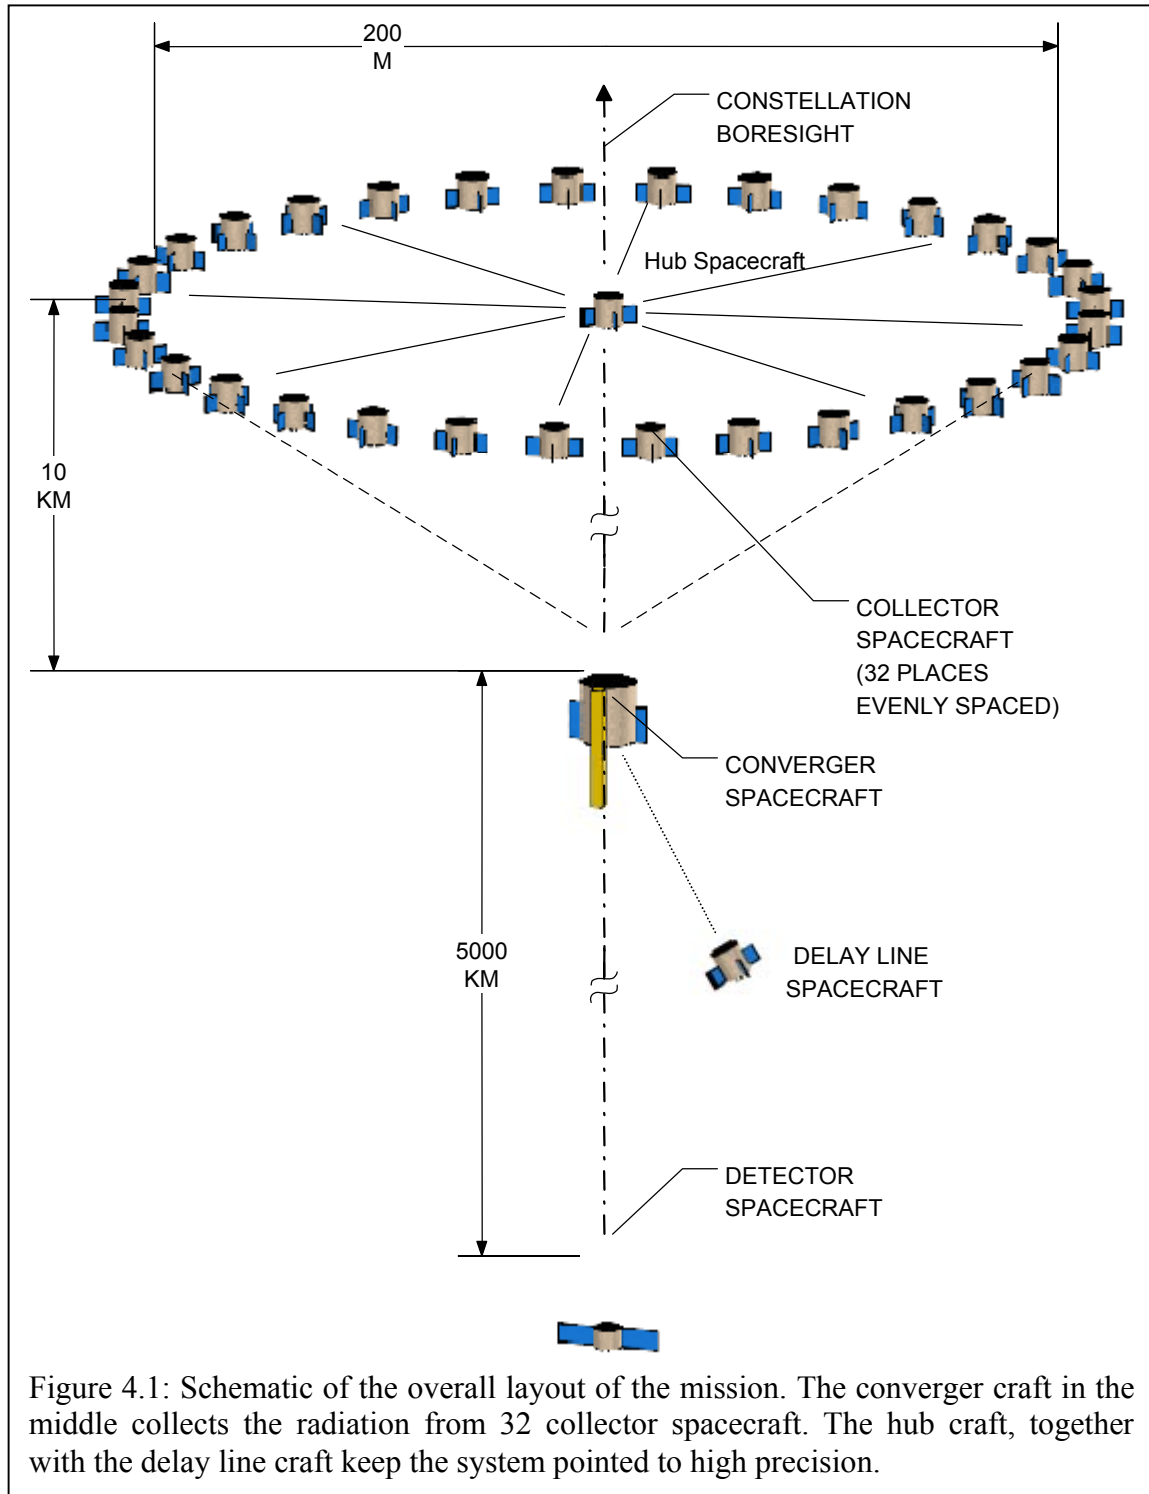 200
M
CONSTELLATION
BORESIGHT
Hub Spacecraft
10
KM
COLLECTOR
SPACECRAFT
(32 PLACES
EVENLY SPACED)
CONVERGER
SPACECRAFT
5000
KM
DELAY LINE
SPACECRAFT
DETECTOR
SPACECRAFT
Figure 4.1: Schematic of the overall layout of the mission. The converger craft in the
middle collects the radiation from 32 collector spacecraft. The hub craft, together
with the delay line craft keep the system pointed to high precision.